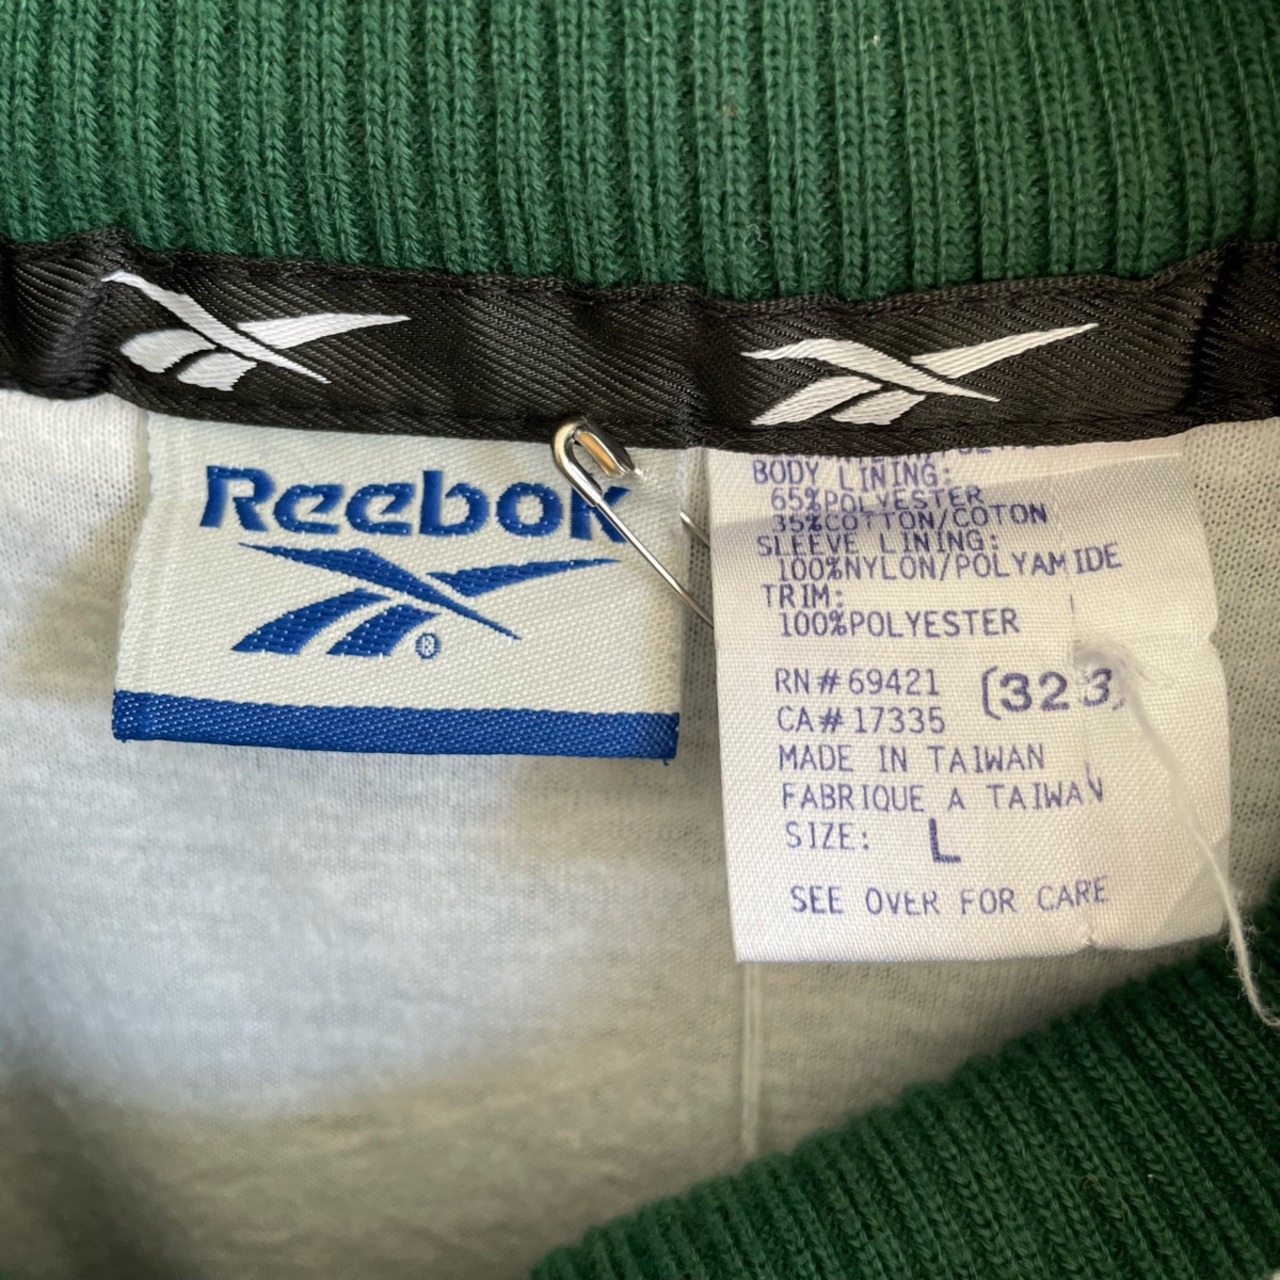 Reebok
®
BODY LINING:
65%POLYESTER
35%COTTON/COTON
SLEEVE LINING:
100%NYLON/POLYAMIDE
TRIM:
100%POLYESTER
RN#69421 (323)
CA#17335
MADE IN TAIWAN
FABRIQUE A TAIWAN
SIZE: L
SEE OVER FOR CARE